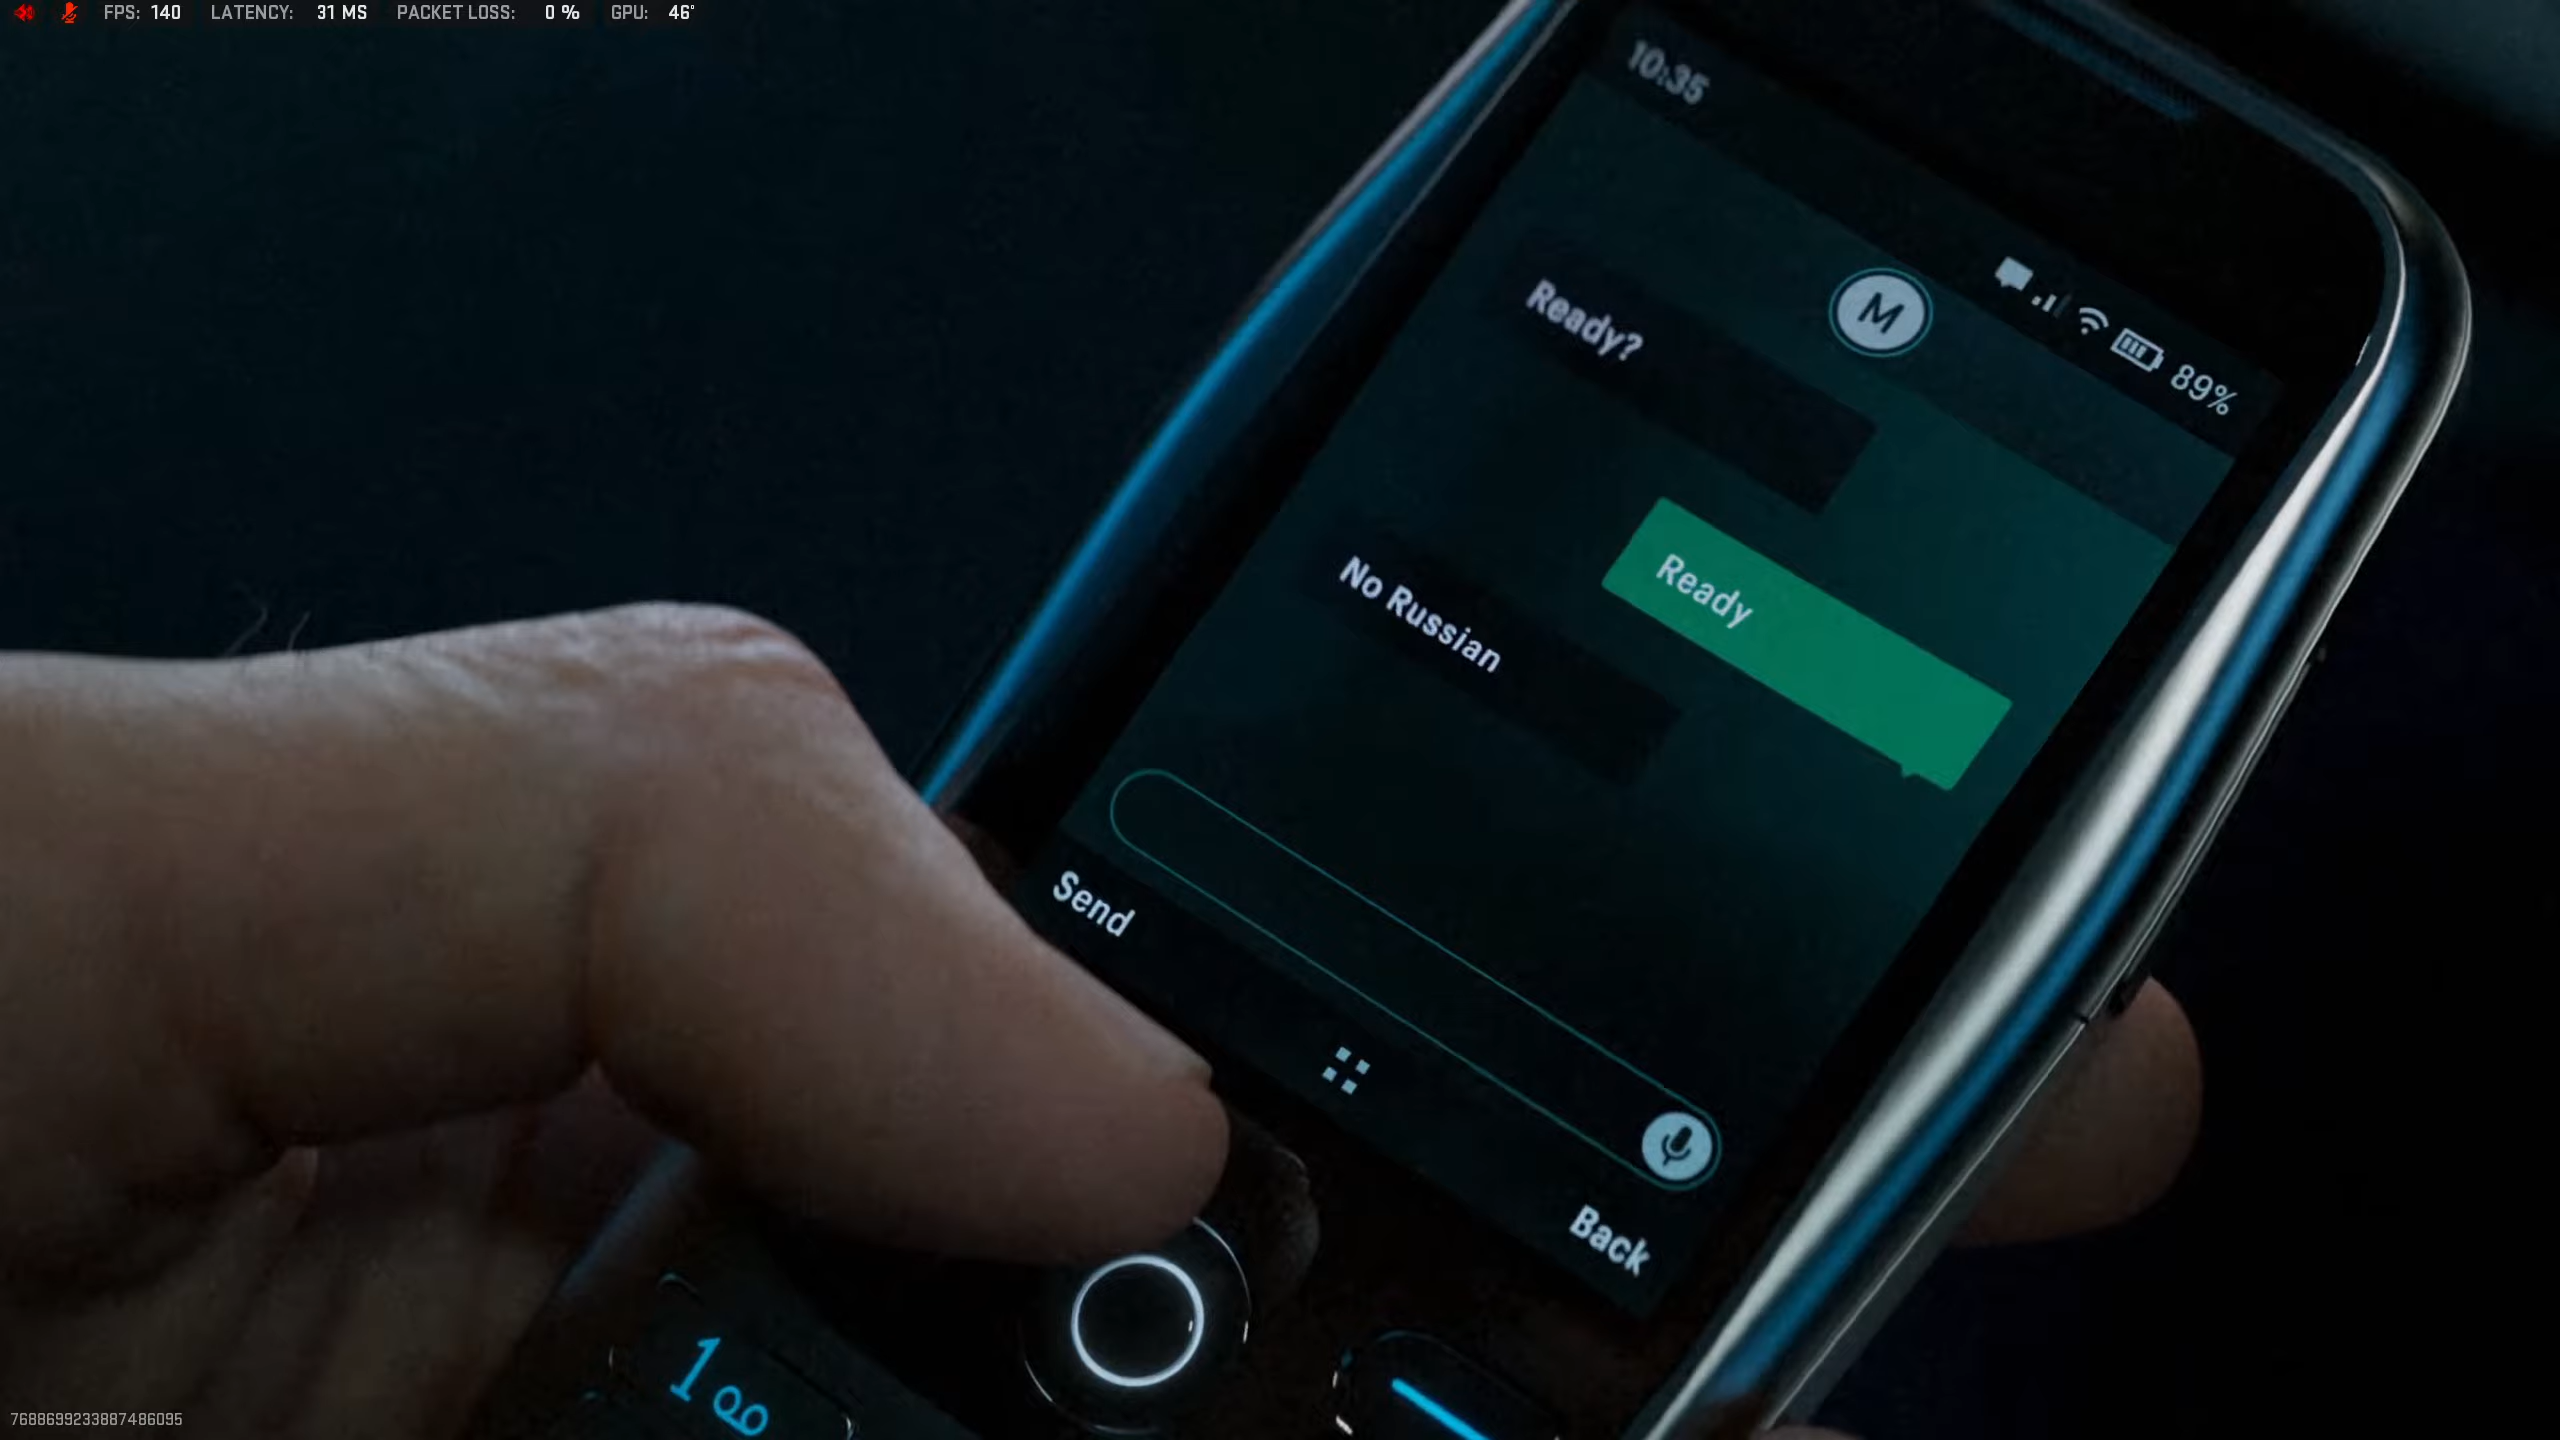 FPS: 140 LATENCY: 31 MS PACKET LOSS: 0 % GPU: 46°
10:35
89%
M
Ready?
Ready
No Russian
Send
Back
1
7688699233887486095